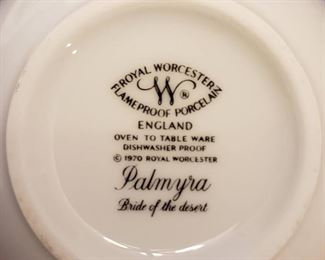 ROYAL WORCESTER
W ®
FLAMEPROOF PORCELAIN
ENGLAND
OVEN TO TABLE WARE
DISHWASHER PROOF
© 1970 ROYAL WORCESTER
Palmyra
Bride of the desert